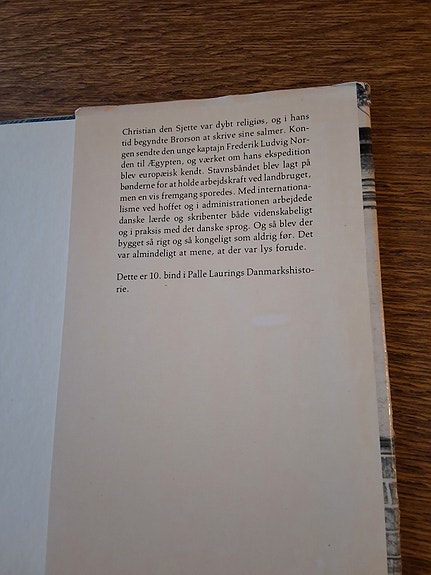 Christian den Sjette var dybt religiøs, og i hans
tid begyndte Brorson at skrive sine salmer. Kon-
gen sendte den unge kaptajn Frederik Ludvig Nor-
den til Ægypten, og værket om hans ekspedition
blev europæisk kendt. Stavnsbåndet blev lagt på
bønderne for at holde arbejdskraft ved landbruget,
men en vis fremgang sporedes. Med internationa-
lisme ved hoffet og i administrationen arbejdede
danske lærde og skribenter både videnskabeligt
og i praksis med det danske sprog. Og så blev der
bygget så rigt og så kongeligt som aldrig før. Det
var almindeligt at mene, at der var lys forude.
Dette er 10. bind i Palle Laurings Danmarkshisto-
rie.